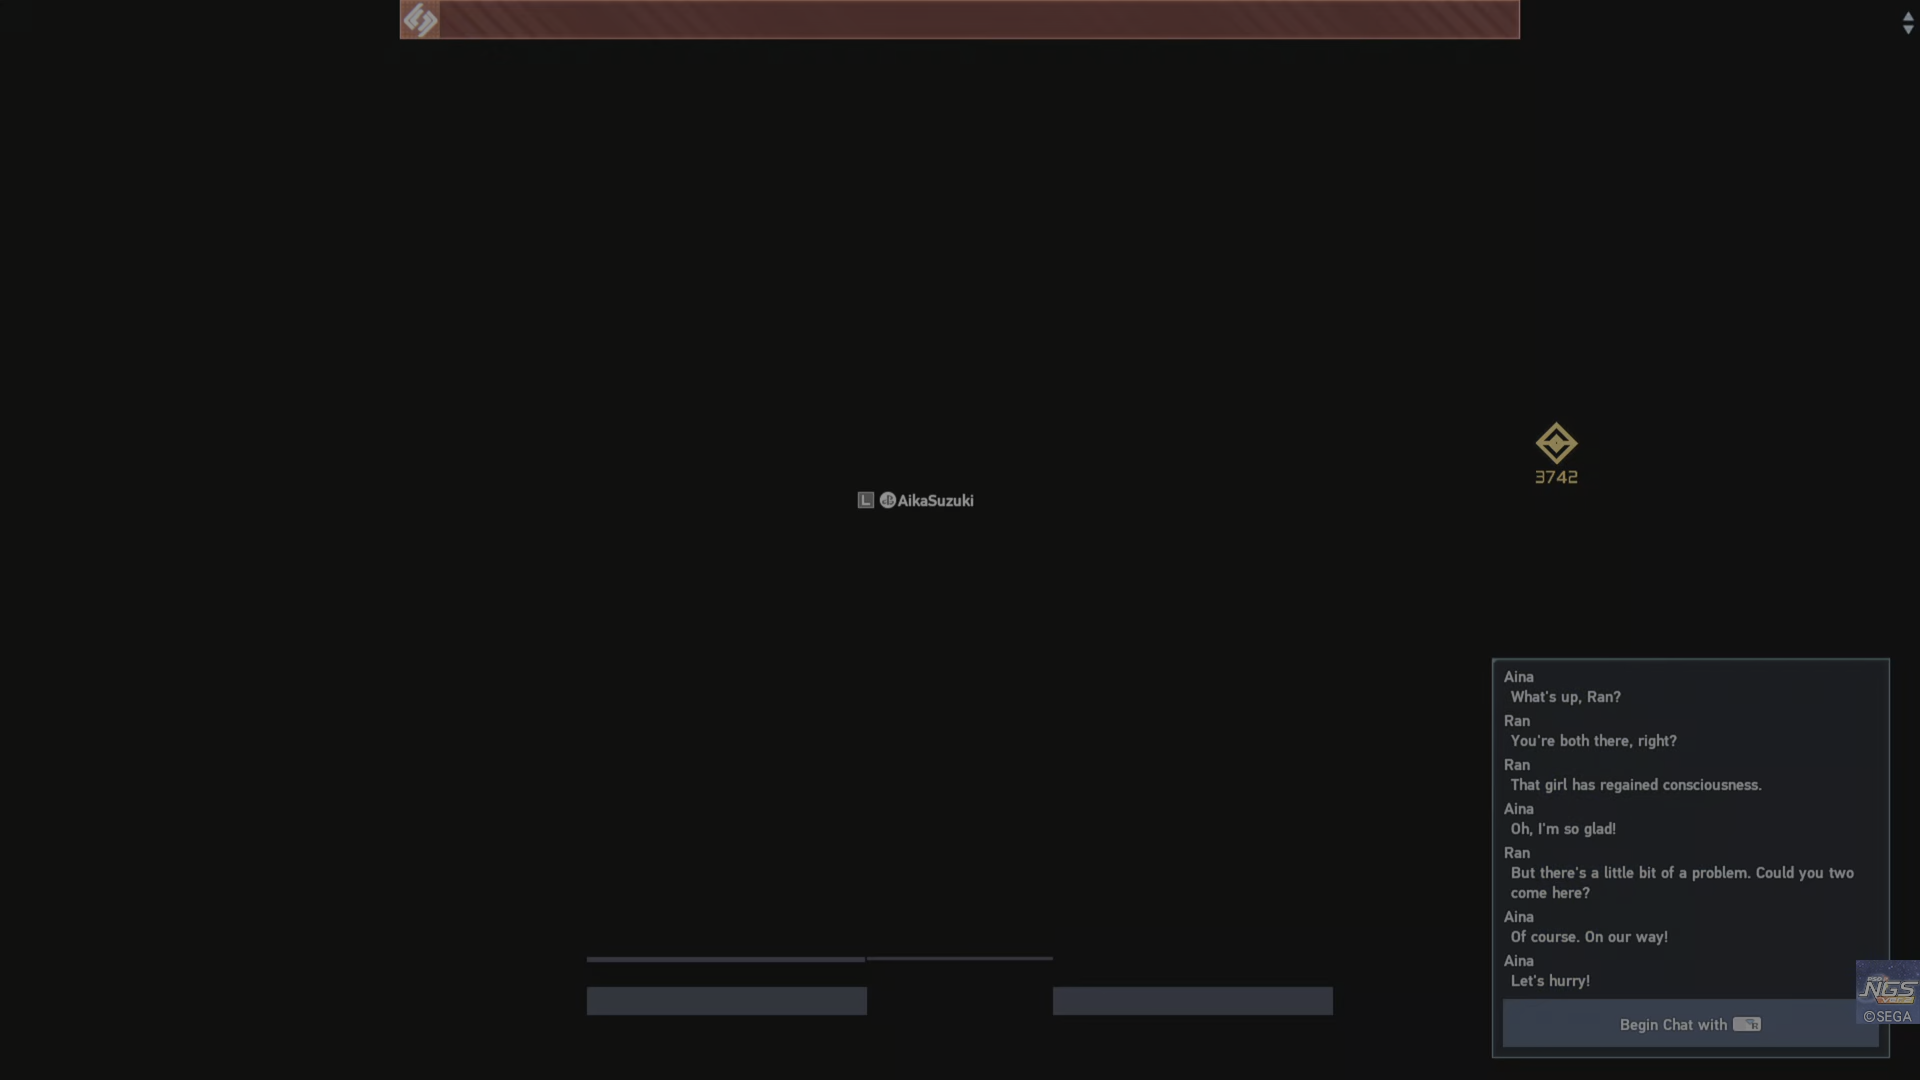 L AikaSuzuki
3742
Aina
What's up, Ran?
Ran
You're both there, right?
Ran
That girl has regained consciousness.
Aina
Oh, I'm so glad!
Ran
But there's a little bit of a problem. Could you two
come here?
Aina
Of course. On our way!
Aina
Let's hurry!
Begin Chat with
NGS
©SEGA